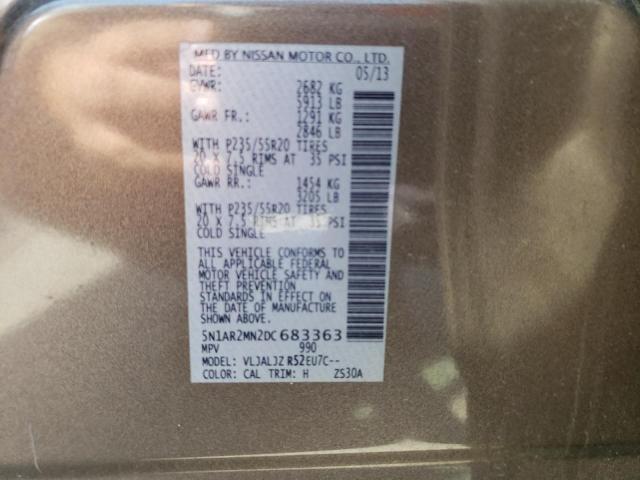 MFD BY NISSAN MOTOR CO., LTD.
DATE: 05/13
GVWR: 2682 KG
5913 LB
GAWR FR.: 1291 KG
2846 LB
WITH P235/55R20 TIRES
20 X 7.5 RIMS AT 35 PSI
COLD SINGLE
GAWR RR.: 1454 KG
3205 LB
WITH P235/55R20 TIRES
20 X 7.5 RIMS AT 35 PSI
COLD SINGLE
THIS VEHICLE CONFORMS TO
ALL APPLICABLE FEDERAL
MOTOR VEHICLE SAFETY AND
THEFT PREVENTION
STANDARDS IN EFFECT ON
THE DATE OF MANUFACTURE
SHOWN ABOVE.
5N1AR2MN2DC683363
MPV 990
MODEL: VLJALJZ R52EU7C--
COLOR: CAL TRIM: H ZS30A